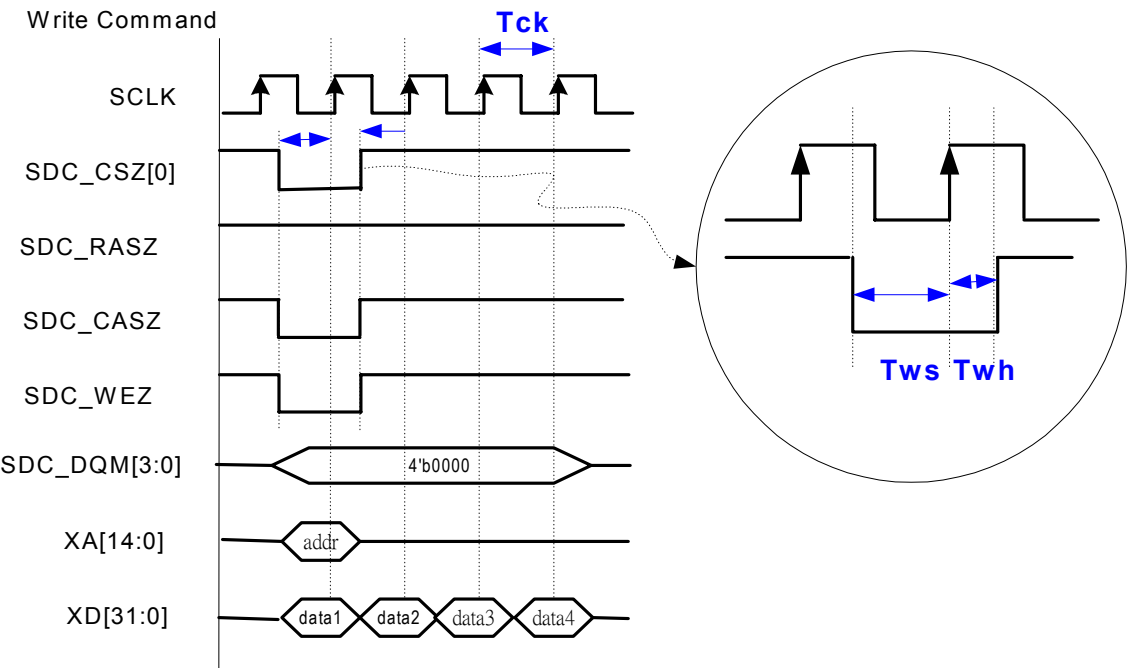 Write Command
Tck
SCLK
SDC_CSZ[0]
SDC_RASZ
SDC_CASZ
Tws Twh
SDC_WEZ
SDC_DQM[3:0]
4'b0000
XA[14:0]
addr
XD[31:0]
data1 data2 data3 data4